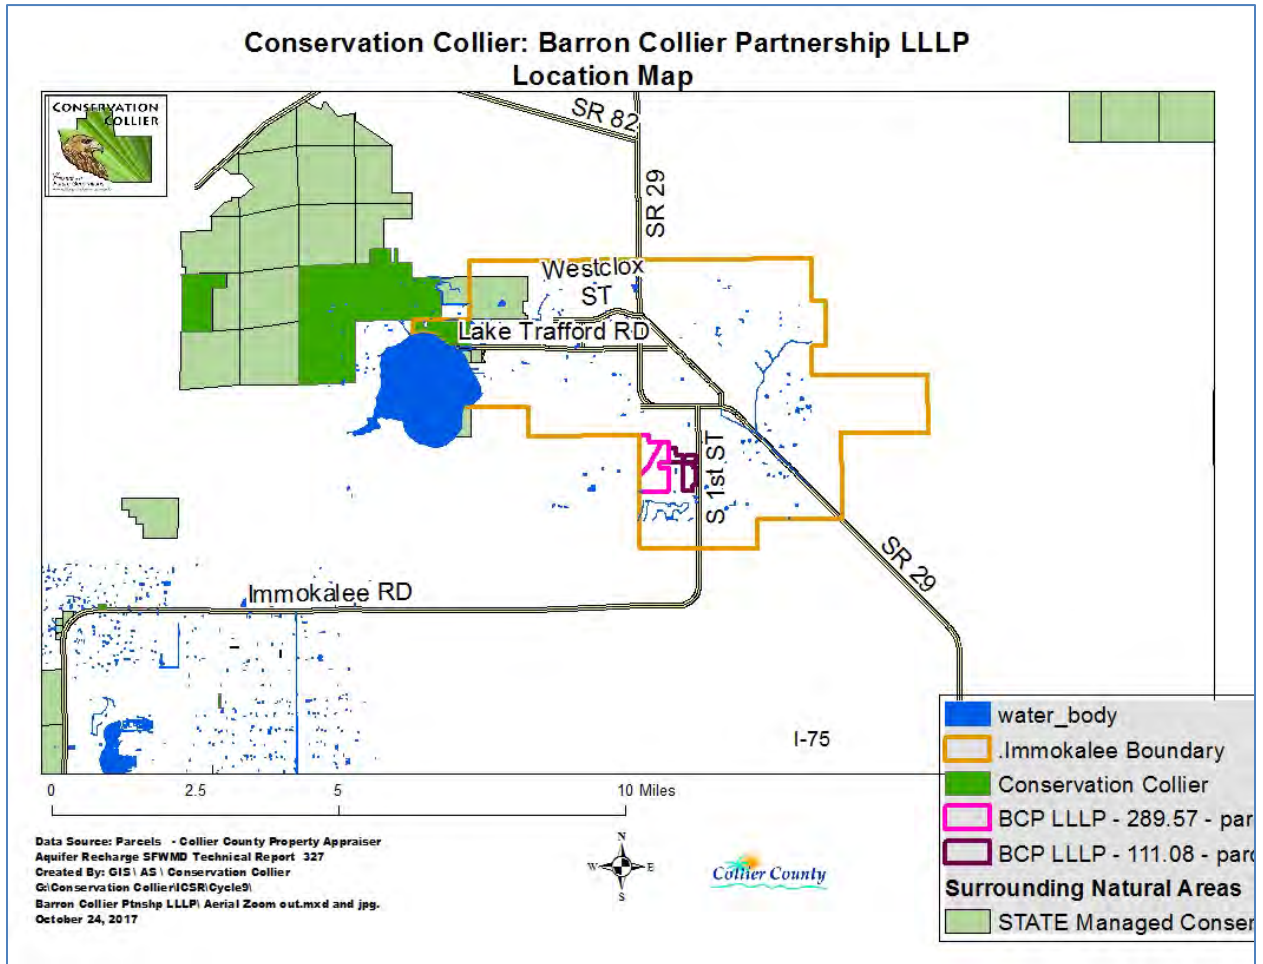 Conservation Collier: Barron Collier Partnership LLLP
Location Map
CONSERVATION
COLLIER
SR 82
SR 29
Westclox
ST
Lake Trafford RD
S 1st ST
SR 29
Immokalee RD
I-75
water_body
.Immokalee Boundary
Conservation Collier
BCP LLLP - 289.57 - par
BCP LLLP - 111.08 - parc
Surrounding Natural Areas
STATE Managed Conser
0 2.5 5 10 Miles
Data Source: Parcels - Collier County Property Appraiser
Aquifer Recharge SFWMD Technical Report 327
Created By: GIS \ AS \ Conservation Collier
G:\Conservation Collier\ICSR\Cycle9\
Barron Collier Ptnshp LLLP\ Aerial Zoom out.mxd and jpg.
October 24, 2017
N
W E
S
Collier County